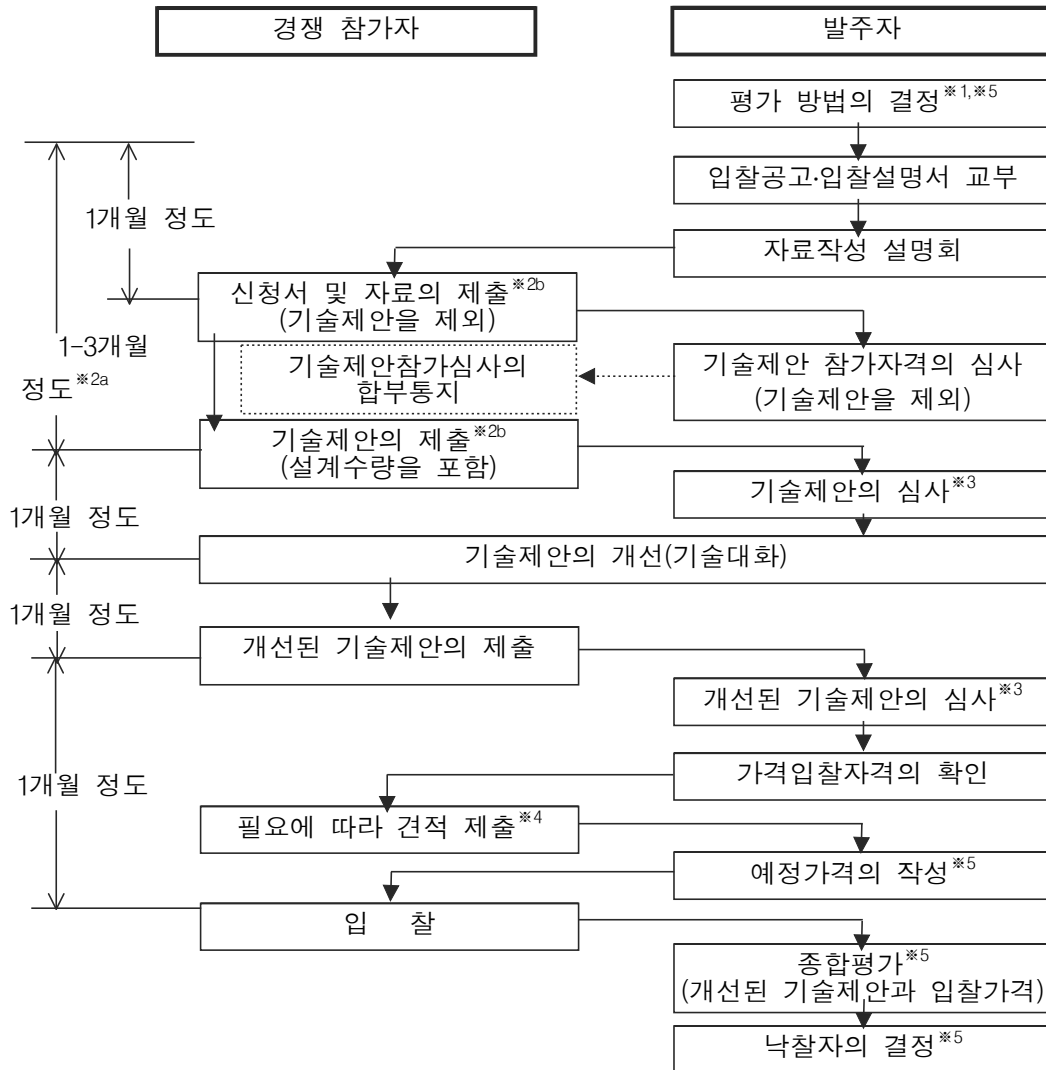 경쟁 참가자
발주자
평가 방법의 결정※1,※5
입찰공고·입찰설명서 교부
1개월 정도
자료작성 설명회
신청서 및 자료의 제출※2b
(기술제안을 제외)
1-3개월
정도※2a
기술제안참가심사의
합부통지
기술제안 참가자격의 심사
(기술제안을 제외)
기술제안의 제출※2b
(설계수량을 포함)
기술제안의 심사※3
1개월 정도
기술제안의 개선(기술대화)
1개월 정도
개선된 기술제안의 제출
개선된 기술제안의 심사※3
1개월 정도
가격입찰자격의 확인
필요에 따라 견적 제출※4
예정가격의 작성※5
입 찰
종합평가※5
(개선된 기술제안과 입찰가격)
낙찰자의 결정※5